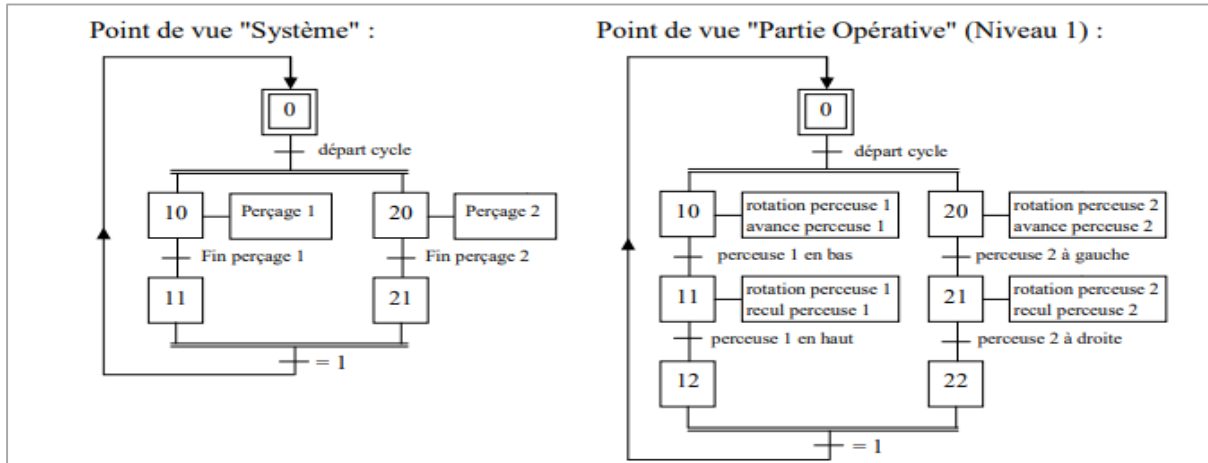 Point de vue "Système" :
0
départ cycle
10
Perçage 1
20
Perçage 2
Fin perçage 1
Fin perçage 2
11
21
= 1
Point de vue "Partie Opérative" (Niveau 1) :
0
départ cycle
10
rotation perceuse 1
avance perceuse 1
20
rotation perceuse 2
avance perceuse 2
perceuse 1 en bas
perceuse 2 à gauche
11
rotation perceuse 1
recul perceuse 1
21
rotation perceuse 2
recul perceuse 2
perceuse 1 en haut
perceuse 2 à droite
12
22
= 1